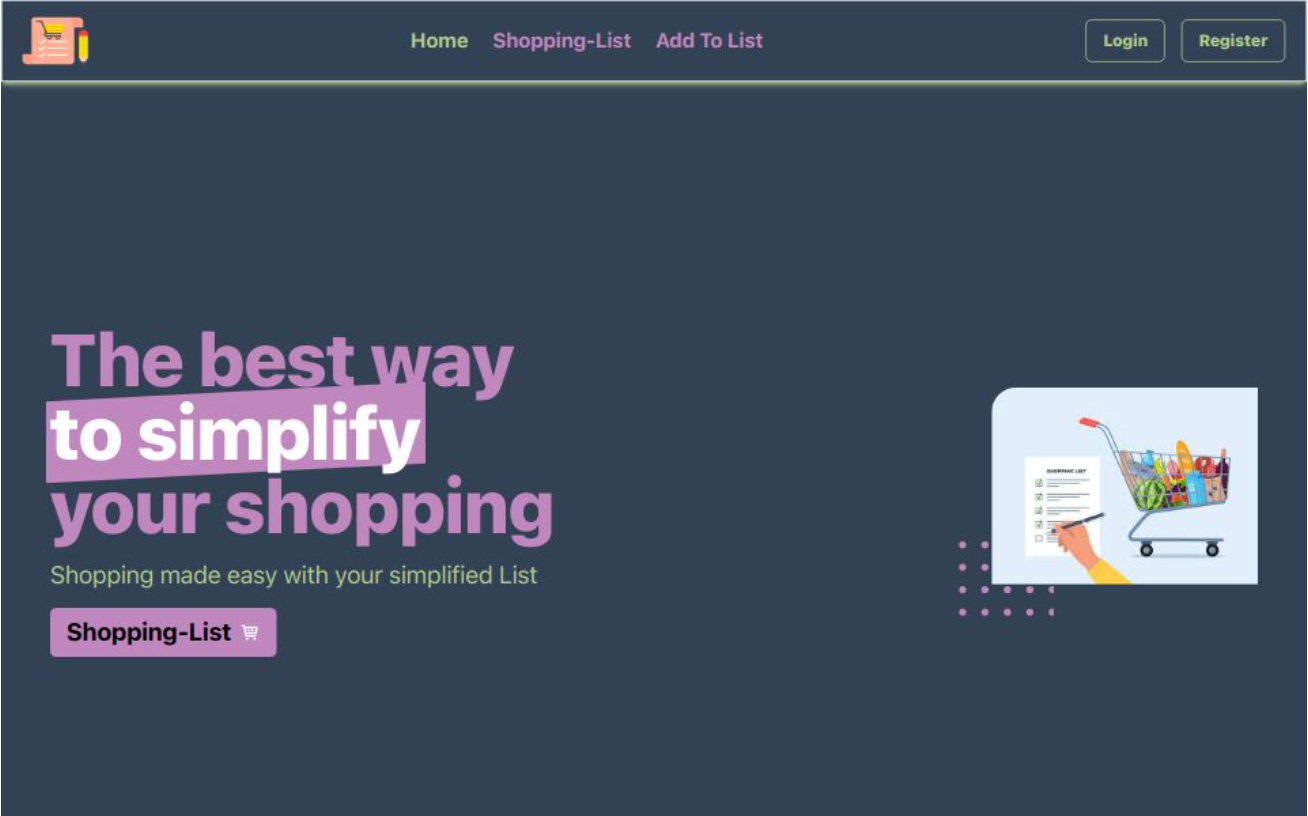 Home Shopping-List Add To List Login Register
The best way
to simplify
your shopping
Shopping made easy with your simplified List
Shopping-List
SHOPPING LIST